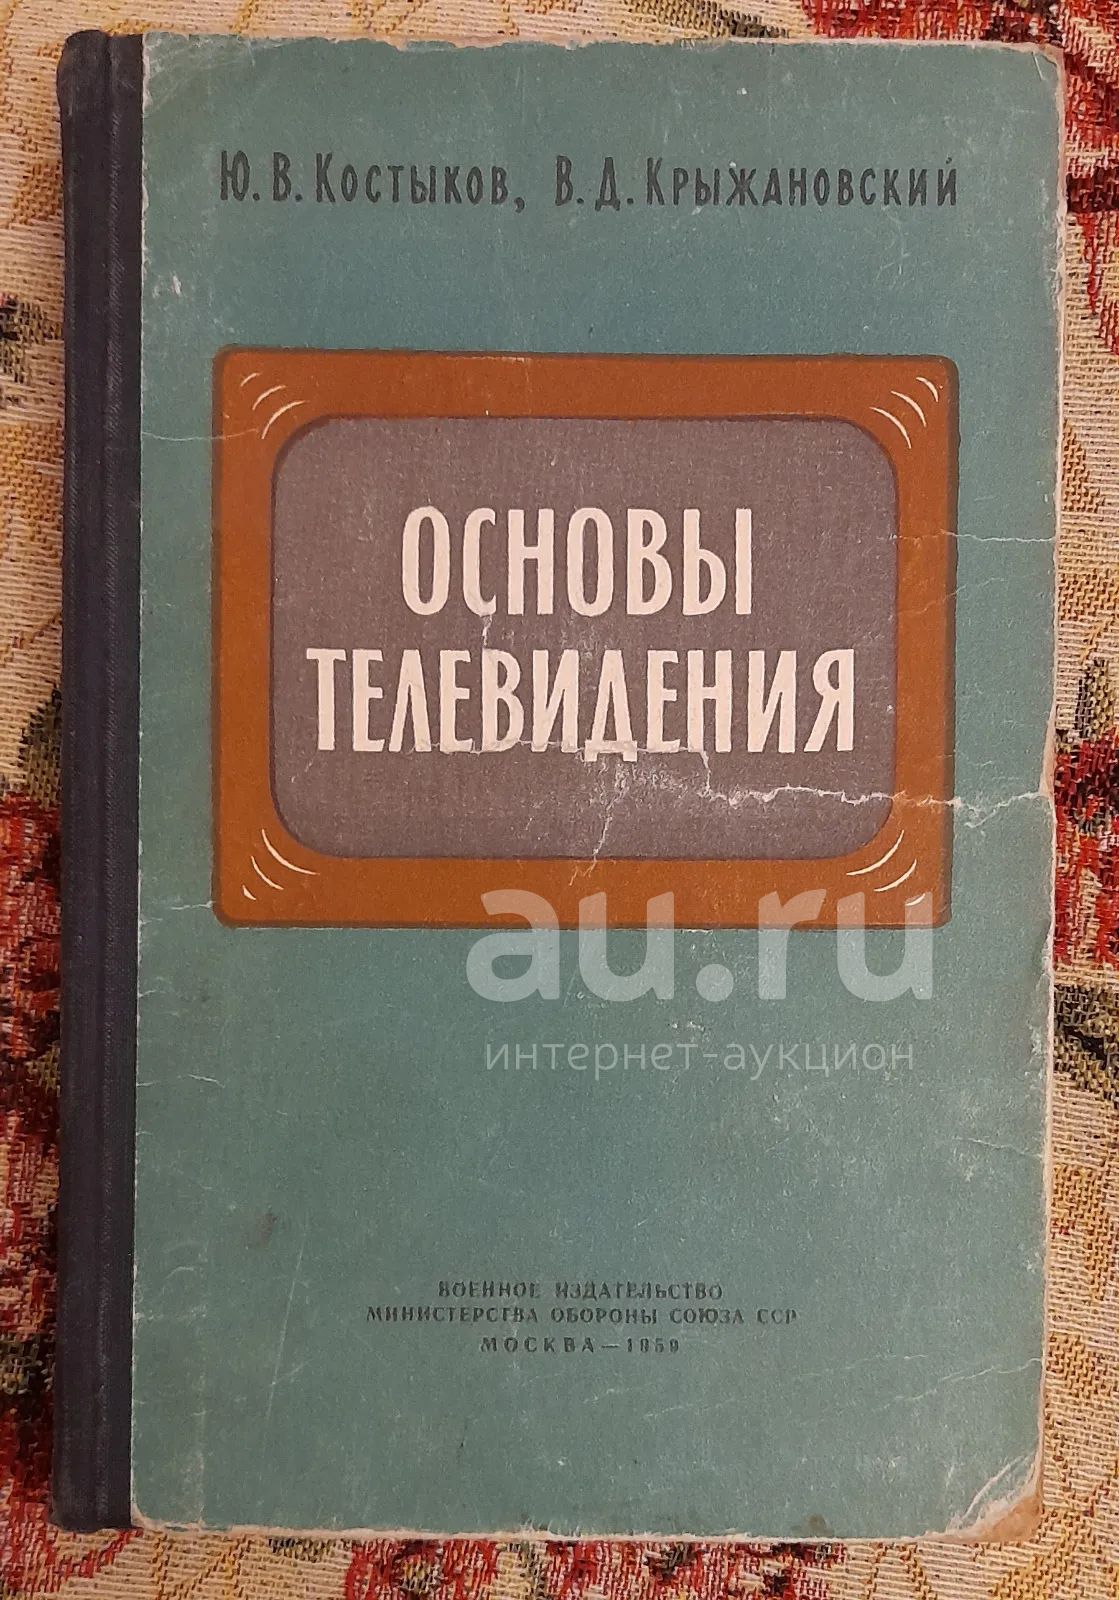 Ю. В. Костыков, В. Д. Крыжановский
ОСНОВЫ
ТЕЛЕВИДЕНИЯ
au.ru
интернет-аукцион
ВОЕННОЕ ИЗДАТЕЛЬСТВО
МИНИСТЕРСТВА ОБОРОНЫ СОЮЗА ССР
МОСКВА — 1959